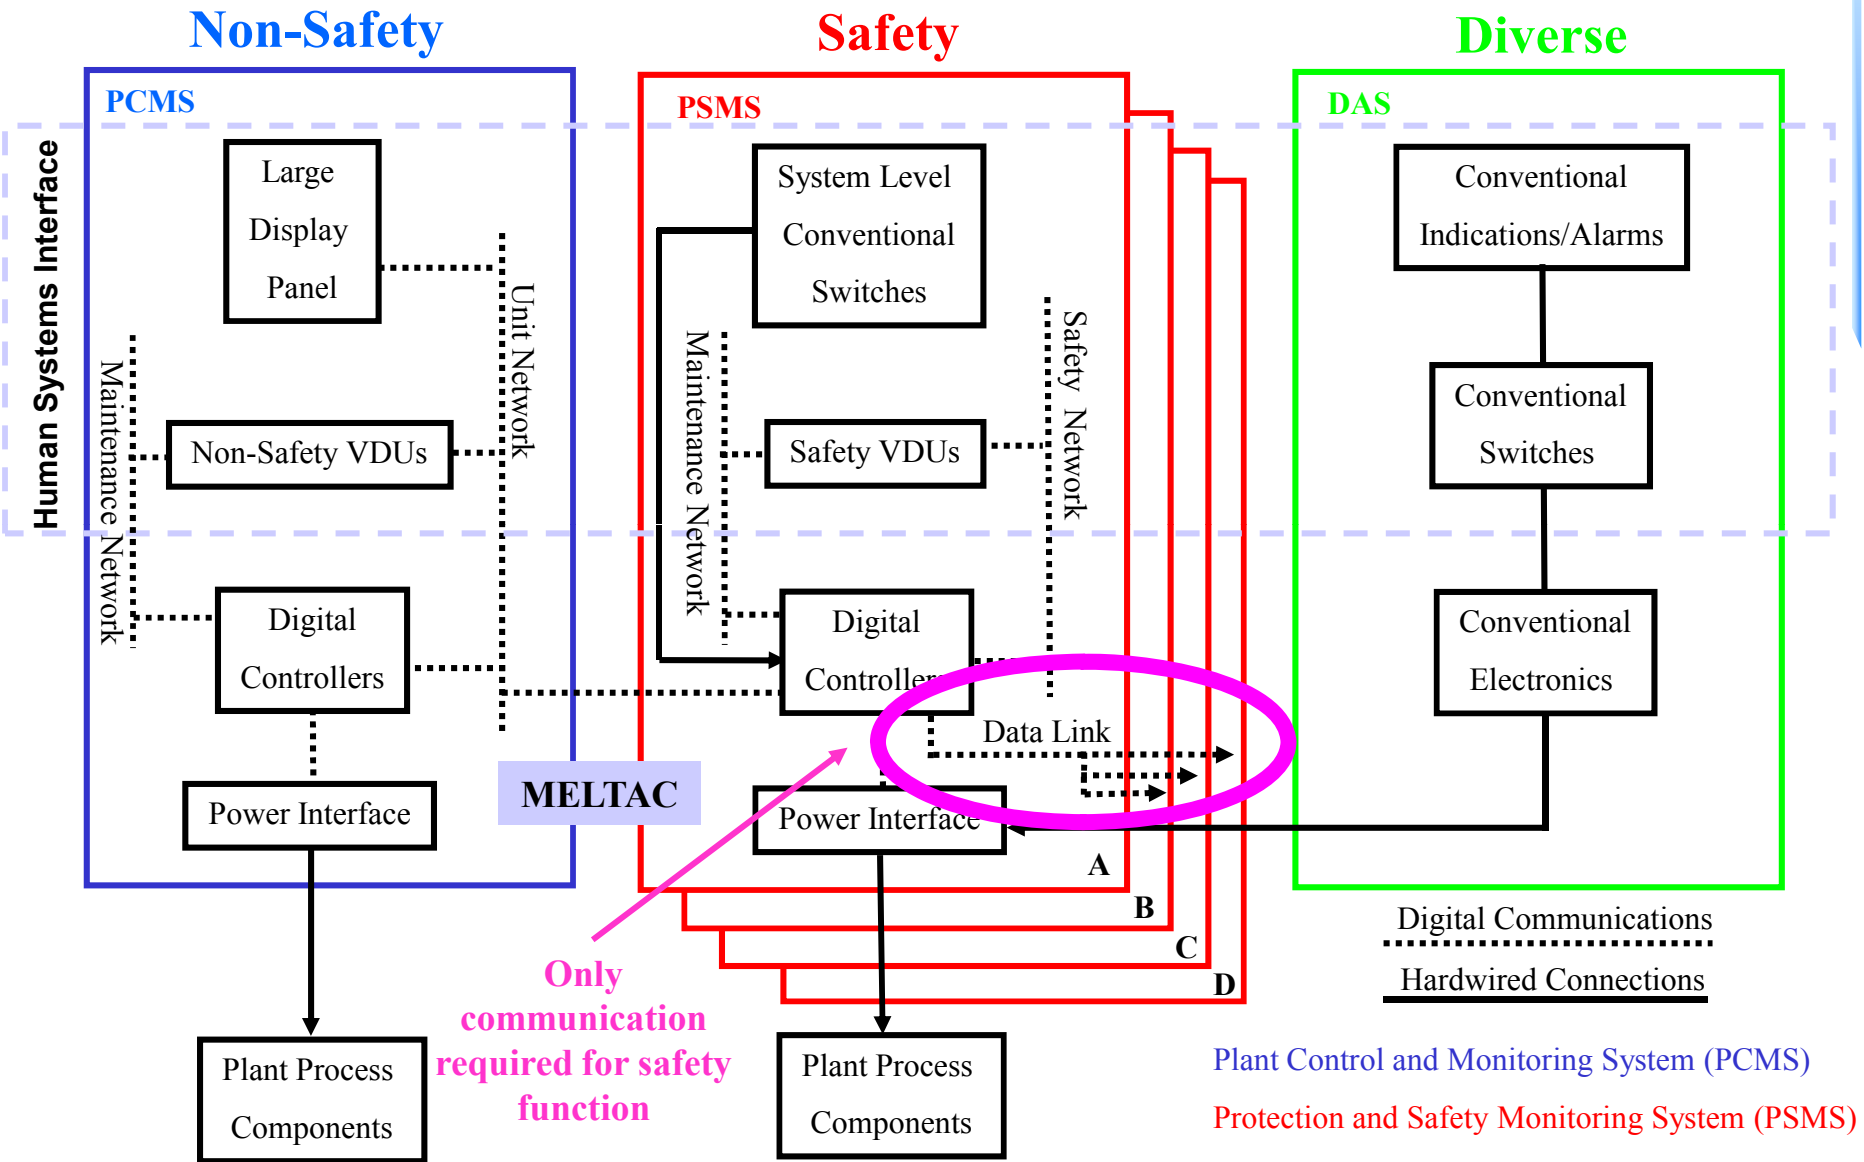 Non-Safety
Safety
Diverse
PCMS
PSMS
DAS
Human Systems Interface
Large
Display
Panel
Unit Network
Maintenance Network
Non-Safety VDUs
Digital
Controllers
Power Interface
Plant Process
Components
MELTAC
System Level
Conventional
Switches
Maintenance Network
Safety Network
Safety VDUs
Digital
Controllers
Data Link
Power Interface
A
B
C
D
Plant Process
Components
Only
communication
required for safety
function
Conventional
Indications/Alarms
Conventional
Switches
Conventional
Electronics
Digital Communications
Hardwired Connections
Plant Control and Monitoring System (PCMS)
Protection and Safety Monitoring System (PSMS)